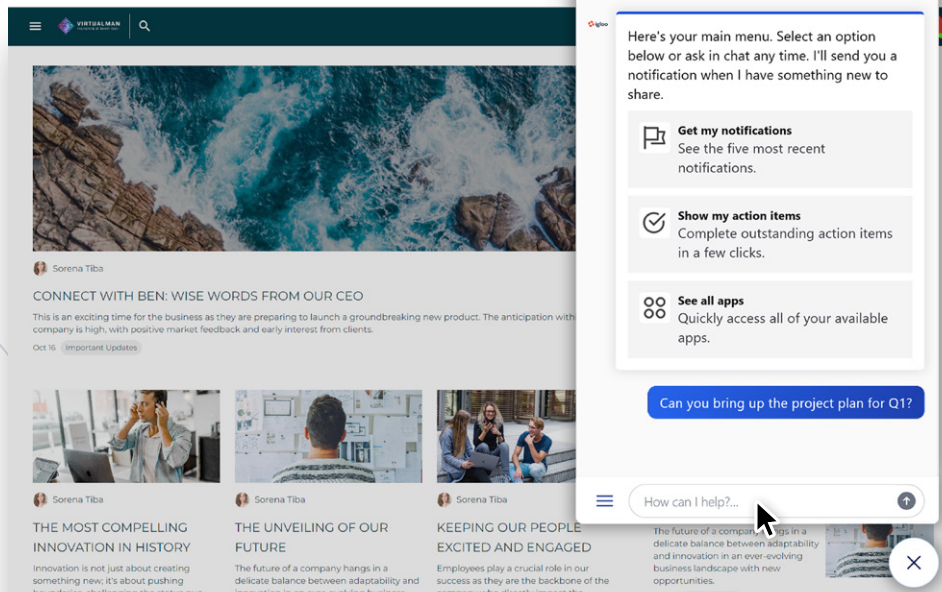 VIRTUALMAN
Sorena Tiba
CONNECT WITH BEN: WISE WORDS FROM OUR CEO
This is an exciting time for the business as they are preparing to launch a groundbreaking new product. The anticipation with
company is high, with positive market feedback and early interest from clients.
Oct 16 Important Updates
Sorena Tiba
THE MOST COMPELLING
INNOVATION IN HISTORY
Innovation is not just about creating
something new; it's about pushing
Sorena Tiba
THE UNVEILING OF OUR
FUTURE
The future of a company hangs in a
delicate balance between adaptability and
Sorena Tiba
KEEPING OUR PEOPLE
EXCITED AND ENGAGED
Employees play a crucial role in our
success as they are the backbone of the
The future of a company hangs in a
delicate balance between adaptability
and innovation in an ever-evolving
business landscape with new
opportunities.
igloo
Here's your main menu. Select an option
below or ask in chat any time. I'll send you a
notification when I have something new to
share.
Get my notifications
See the five most recent
notifications.
Show my action items
Complete outstanding action items
in a few clicks.
See all apps
Quickly access all of your available
apps.
Can you bring up the project plan for Q1?
How can I help?...